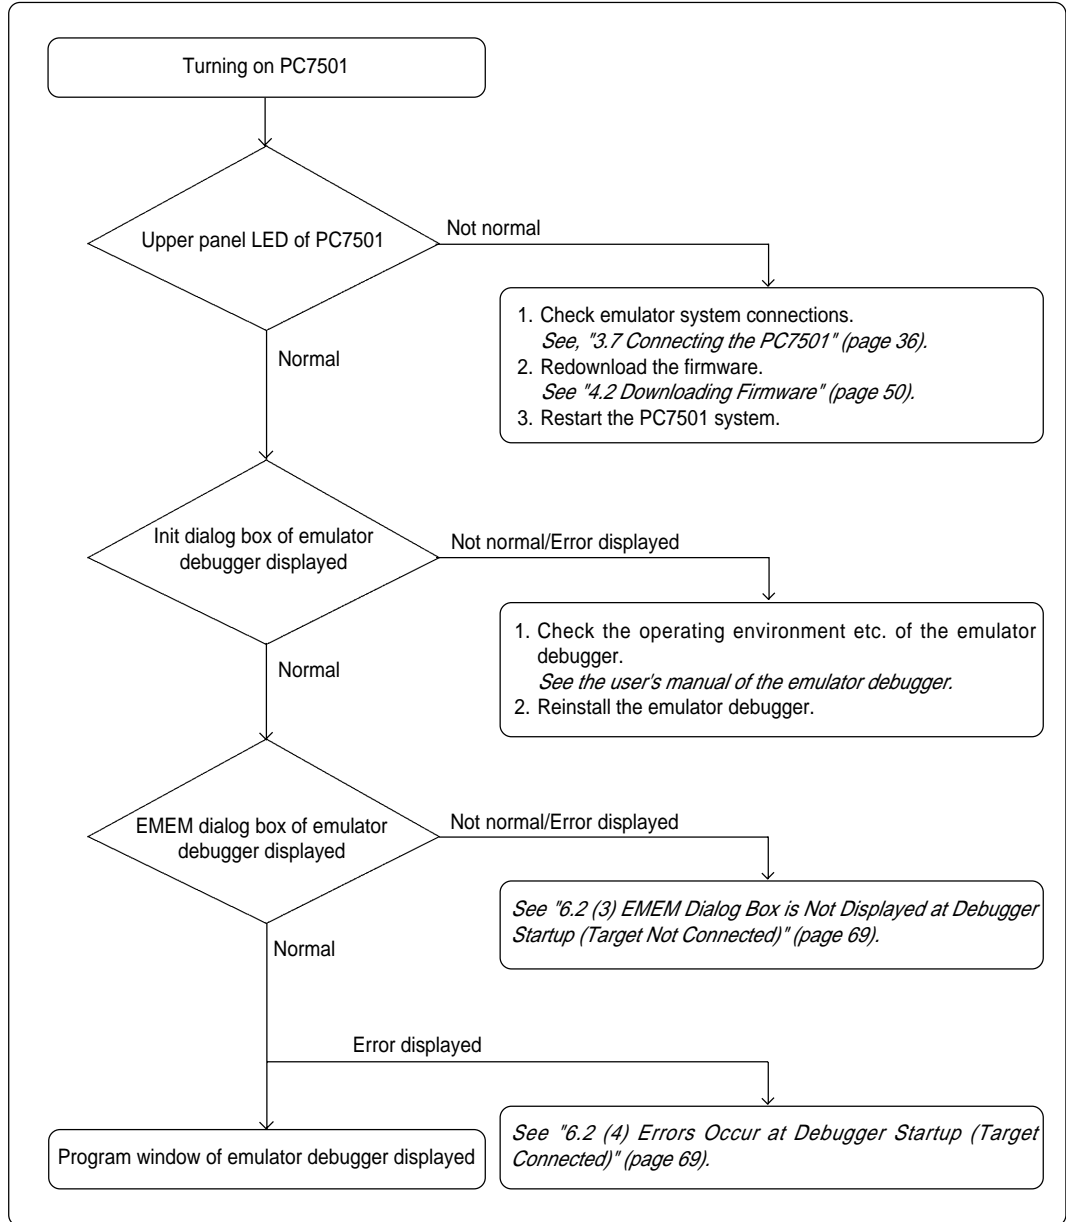 Turning on PC7501
Upper panel LED of PC7501
Not normal
1. Check emulator system connections.
See, "3.7 Connecting the PC7501" (page 36).
2. Redownload the firmware.
See "4.2 Downloading Firmware" (page 50).
3. Restart the PC7501 system.
Normal
Init dialog box of emulator
debugger displayed
Not normal/Error displayed
1. Check the operating environment etc. of the emulator
debugger.
See the user's manual of the emulator debugger.
2. Reinstall the emulator debugger.
Normal
EMEM dialog box of emulator
debugger displayed
Not normal/Error displayed
See "6.2 (3) EMEM Dialog Box is Not Displayed at Debugger
Startup (Target Not Connected)" (page 69).
Normal
Error displayed
See "6.2 (4) Errors Occur at Debugger Startup (Target
Connected)" (page 69).
Program window of emulator debugger displayed